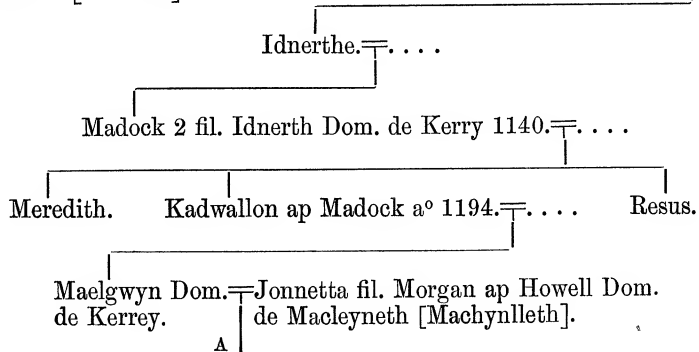 Idnerthe.═. . . .
Madock 2 fil. Idnerth Dom. de Kerry 1140.═. . . .
Meredith. Kadwallon ap Madock aº 1194.═. . . . Resus.
Maelgwyn Dom.═Jonnetta fil. Morgan ap Howell Dom.
de Kerrey. de Macleyneth [Machynlleth].
A